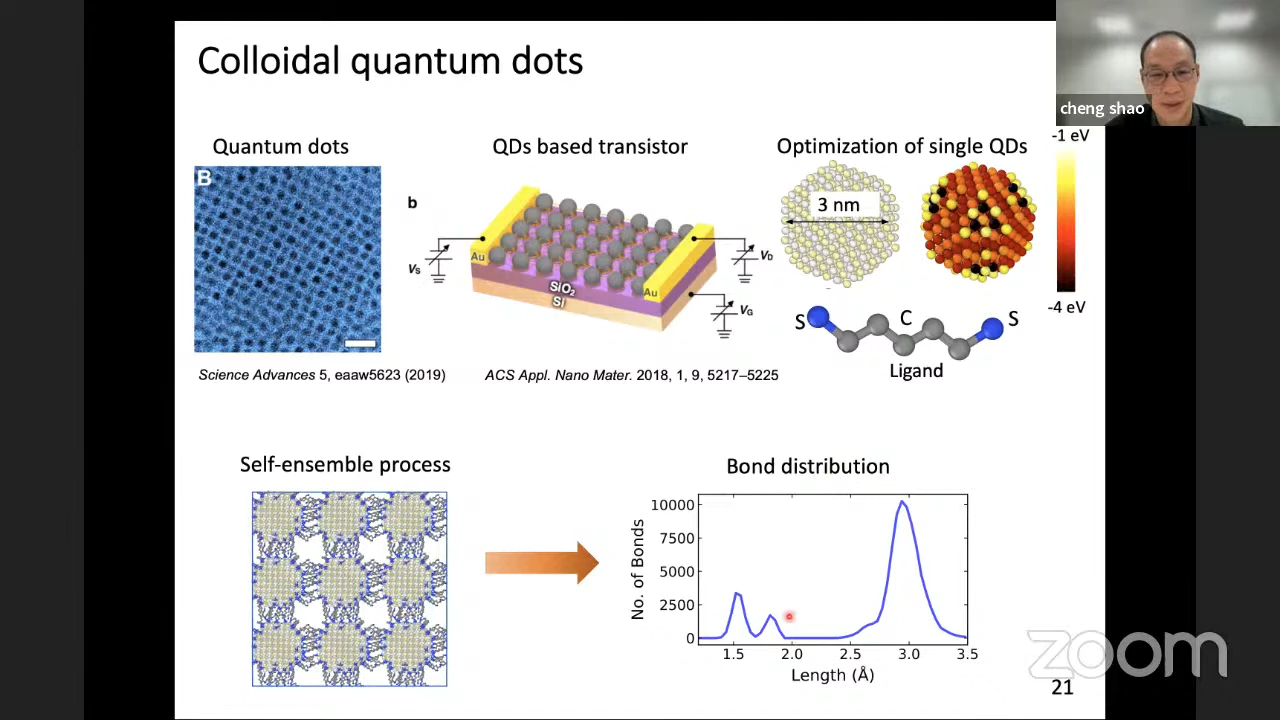 Colloidal quantum dots
cheng shao
Quantum dots
QDs based transistor
Optimization of single QDs
-1 eV
B
b
3 nm
VS
Au
SiO2
Si
Au
VD
VG
-4 eV
S
C
S
Ligand
Science Advances 5, eaaw5623 (2019)
ACS Appl. Nano Mater. 2018, 1, 9, 5217–5225
Self-ensemble process
Bond distribution
No. of Bonds
10000
7500
5000
2500
0
1.5 2.0 2.5 3.0 3.5
Length (Å)
zoom
21